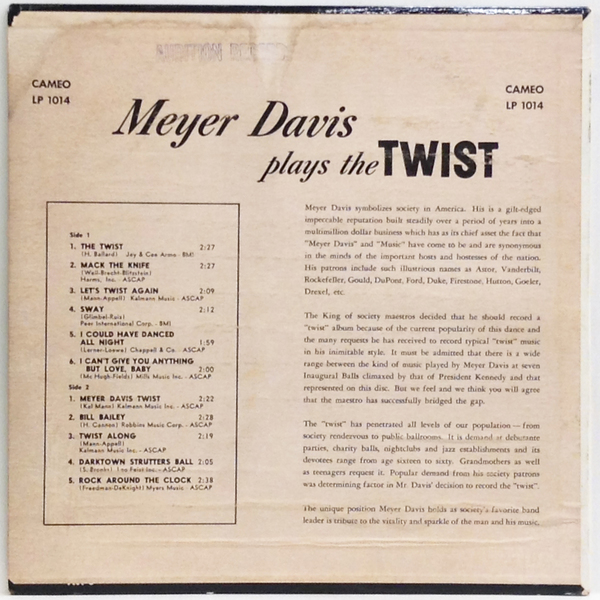 AUDITION RECORD
CAMEO
LP 1014
CAMEO
LP 1014
Meyer Davis
plays the TWIST
Side 1
1. THE TWIST 2:27
(H. Ballard) Jay & Cee Arms - BMI
2. MACK THE KNIFE 2:27
(Weill-Brecht-Blitzstein)
Harms, Inc. - ASCAP
3. LET'S TWIST AGAIN 2:09
(Mann-Appell) Kalmann Music - ASCAP
4. SWAY 2:12
(Gimbel-Ruiz)
Peer International Corp. - BMI
5. I COULD HAVE DANCED
ALL NIGHT 1:59
(Lerner-Loewe) Chappell & Co. - ASCAP
6. I CAN'T GIVE YOU ANYTHING
BUT LOVE, BABY 2:00
(Mc Hugh-Fields) Mills Music Inc. - ASCAP
Side 2
1. MEYER DAVIS TWIST 2:22
(Kal Mann) Kalmann Music Inc. - ASCAP
2. BILL BAILEY 2:28
(H. Cannon) Robbins Music Corp. - ASCAP
3. TWIST ALONG 2:19
(Mann-Appell)
Kalmann Music Inc. - ASCAP
4. DARKTOWN STRUTTERS BALL 2:05
(S. Brooks) Leo Feist Inc. - ASCAP
5. ROCK AROUND THE CLOCK 2:38
(Freedman-DeKnight) Myers Music - ASCAP
Meyer Davis symbolizes society in America. His is a gilt-edged
impeccable reputation built steadily over a period of years into a
multimillion dollar business which has as its chief asset the fact that
"Meyer Davis" and "Music" have come to be and are synonymous
in the minds of the important hosts and hostesses of the nation.
His patrons include such illustrious names as Astor, Vanderbilt,
Rockefeller, Gould, DuPont, Ford, Duke, Firestone, Hutton, Goeler,
Drexel, etc.
The King of society maestros decided that he should record a
"twist" album because of the current popularity of this dance and
the many requests he has received to record typical "twist" music
in his inimitable style. It must be admitted that there is a wide
range between the kind of music played by Meyer Davis at seven
Inaugural Balls climaxed by that of President Kennedy and that
represented on this disc. But we feel and we think you will agree
that the maestro has successfully bridged the gap.
The "twist" has penetrated all levels of our population — from
society rendezvous to public ballrooms. It is demand at debutante
parties, charity balls, nightclubs and jazz establishments and its
devotees range from age sixteen to sixty. Grandmothers as well
as teenagers request it. Popular demand from his society patrons
was determining factor in Mr. Davis' decision to record the "twist".
The unique position Meyer Davis holds as society's favorite band
leader is tribute to the vitality and sparkle of the man and his music.